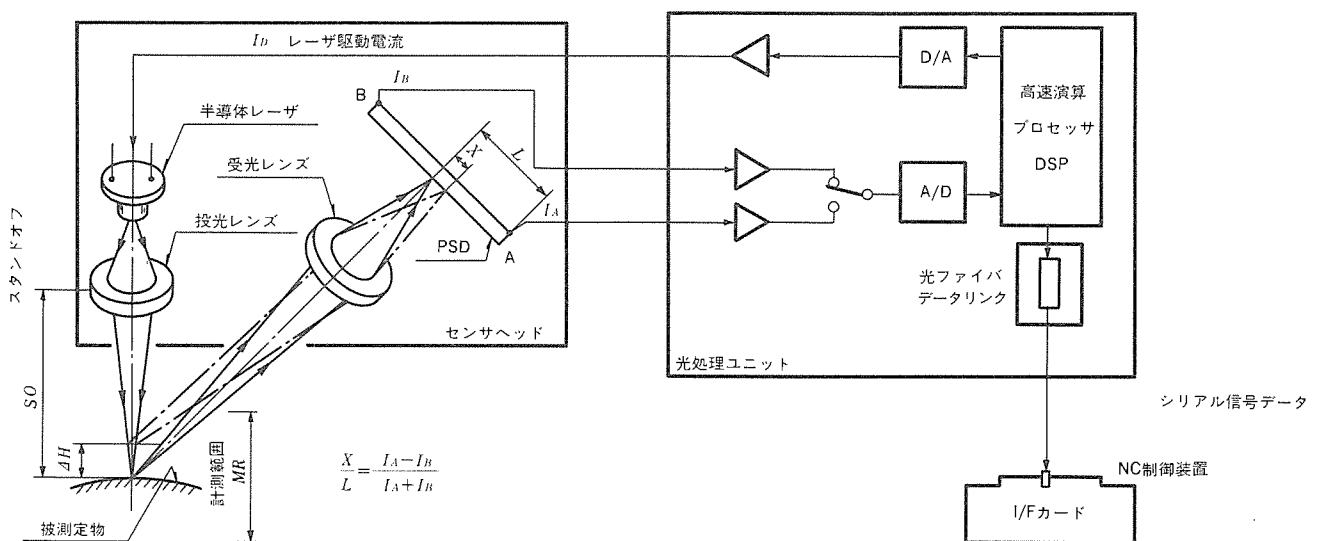 I_D レーザ駆動電流
半導体レーザ
受光レンズ
投光レンズ
スタンドオフ
SO
ΔH
被測定物
計測範囲
MR
B
I_B
X
L
I_A
PSD
A
センサヘッド
X/L = (I_A−I_B)/(I_A+I_B)
D/A
A/D
高速演算
プロセッサ
DSP
光ファイバ
データリンク
光処理ユニット
シリアル信号データ
NC制御装置
I/Fカード